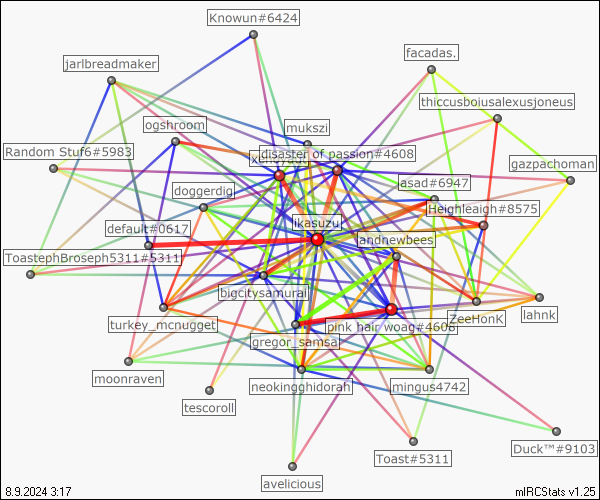 Knowun#6424
facadas.
jarlbreadmaker
thiccusboiusalexusjoneus
ogshroom
mukszi
disaster of passion#4608
Random Stuf6#5983
gazpachoman
asad#6947
doggerdig
Heighleaigh#8575
ikasuzu
default#0617
andnewbees
ToastephBroseph5311#5311
bigcitysamurai
lahnk
ZeeHonK
turkey_mcnugget
pink hair woag#4608
gregor_samsa
moonraven
neokingghidorah
mingus4742
tescoroll
Duck™#9103
Toast#5311
avelicious
8.9.2024 3:17
mIRCStats v1.25